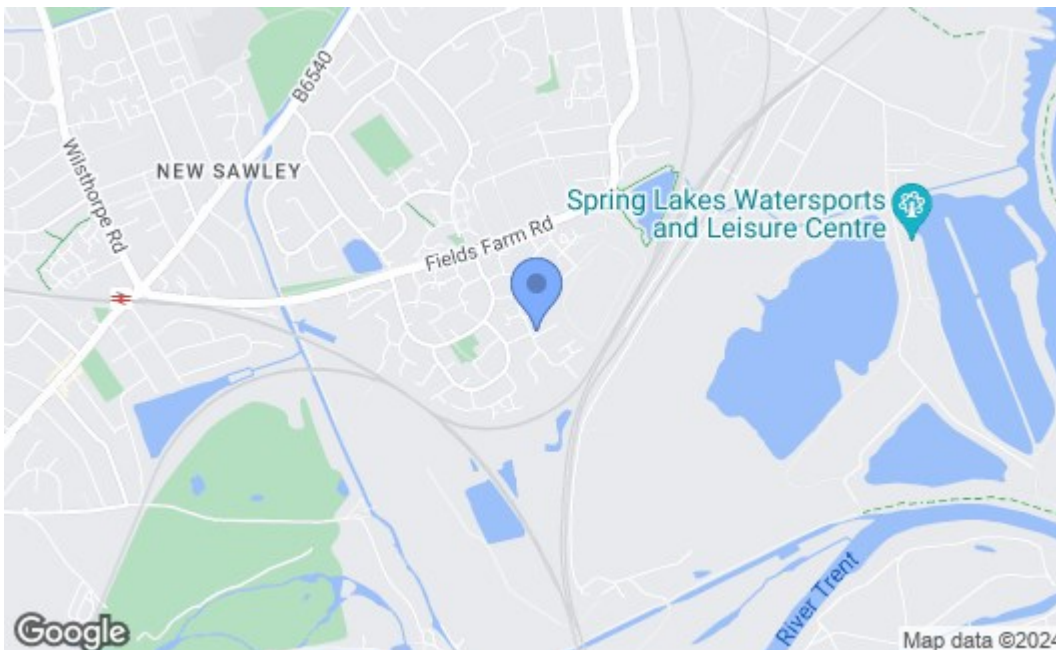 B6540
Wilsthorpe Rd
NEW SAWLEY
Spring Lakes Watersports
and Leisure Centre
Fields Farm Rd
River Trent
Google
Map data ©2024